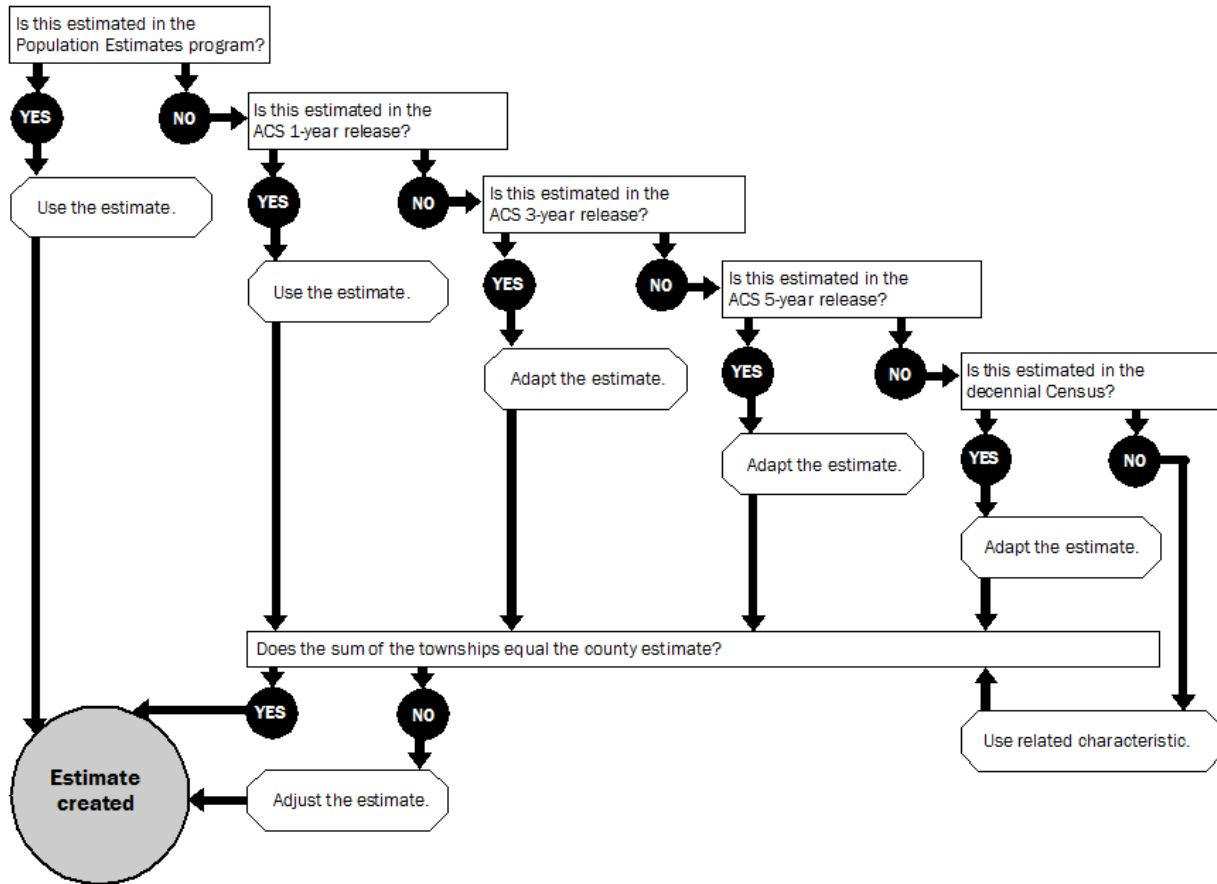 Is this estimated in the
Population Estimates program?
YES
NO
Is this estimated in the
ACS 1-year release?
Use the estimate.
YES
NO
Is this estimated in the
ACS 3-year release?
Use the estimate.
YES
NO
Is this estimated in the
ACS 5-year release?
Adapt the estimate.
YES
NO
Is this estimated in the
decennial Census?
Adapt the estimate.
YES
NO
Adapt the estimate.
Does the sum of the townships equal the county estimate?
YES
NO
Use related characteristic.
Estimate
created
Adjust the estimate.